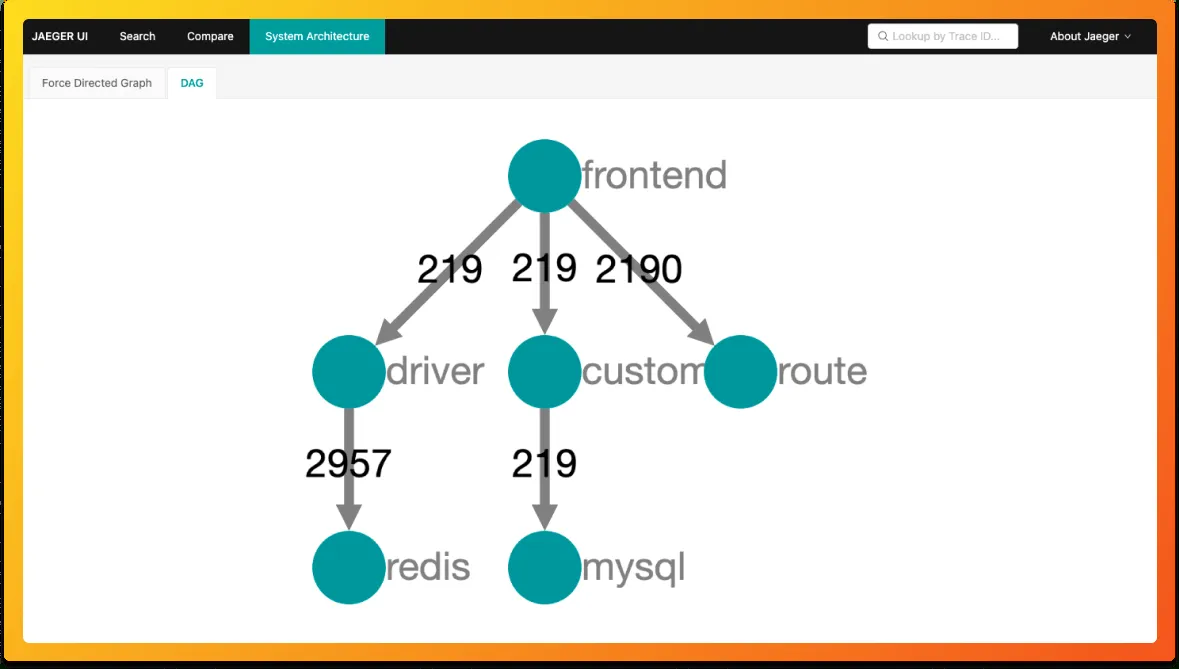 JAEGER UI Search Compare System Architecture Lookup by Trace ID... About Jaeger
Force Directed Graph DAG
frontend
219 219 2190
driver custom route
2957 219
redis mysql